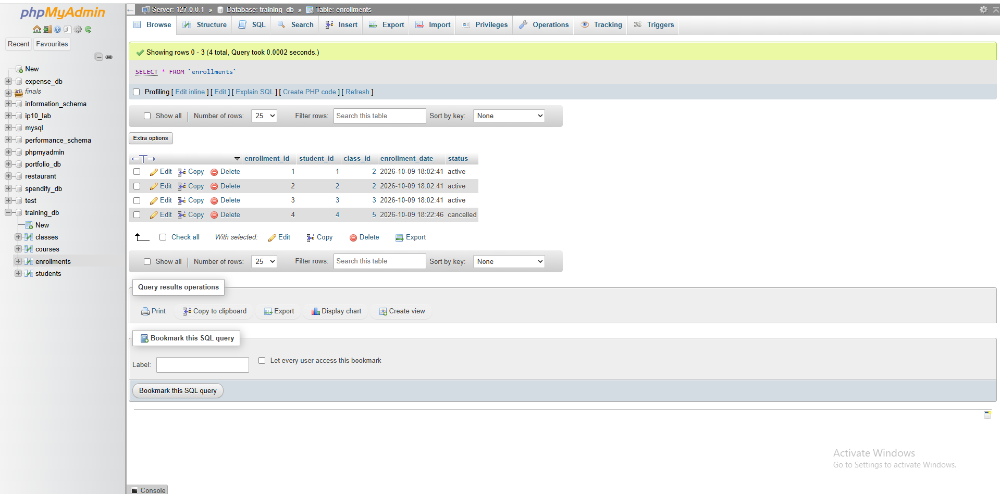 phpMyAdmin
Recent Favourites
New
expense_db
finals
information_schema
ip10_lab
mysql
performance_schema
phpmyadmin
portfolio_db
restaurant
spendify_db
test
training_db
New
classes
courses
enrollments
students
Server: 127.0.0.1 » Database: training_db » Table: enrollments
Browse Structure SQL Search Insert Export Import Privileges Operations Tracking Triggers
Showing rows 0 - 3 (4 total, Query took 0.0002 seconds.)
SELECT * FROM `enrollments`
Profiling [ Edit inline ] [ Edit ] [ Explain SQL ] [ Create PHP code ] [ Refresh ]
Show all Number of rows: 25 Filter rows: Search this table Sort by key: None
Extra options
enrollment_id student_id class_id enrollment_date status
Edit Copy Delete 1 1 2 2026-10-09 18:02:41 active
Edit Copy Delete 2 2 2 2026-10-09 18:02:41 active
Edit Copy Delete 3 3 3 2026-10-09 18:02:41 active
Edit Copy Delete 4 4 5 2026-10-09 18:22:46 cancelled
Check all With selected: Edit Copy Delete Export
Show all Number of rows: 25 Filter rows: Search this table Sort by key: None
Query results operations
Print Copy to clipboard Export Display chart Create view
Bookmark this SQL query
Label: Let every user access this bookmark
Bookmark this SQL query
Activate Windows
Go to Settings to activate Windows.
Console